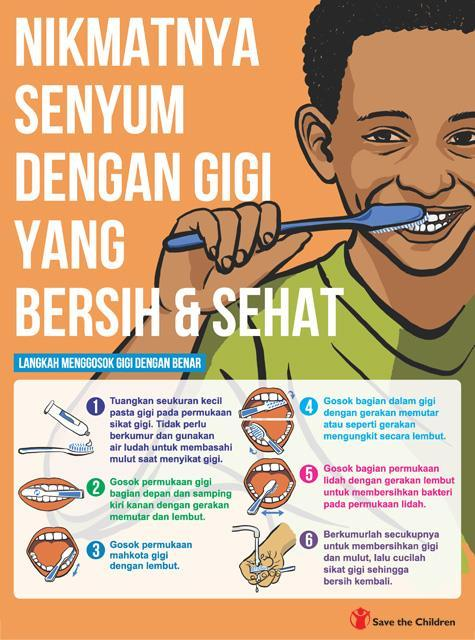 NIKMATNYA
SENYUM
DENGAN GIGI
YANG
BERSIH & SEHAT
LANGKAH MENGGOSOK GIGI DENGAN BENAR
1
Tuangkan seukuran kecil
pasta gigi pada permukaan
sikat gigi. Tidak perlu
berkumur dan gunakan
air ludah untuk membasahi
mulut saat menyikat gigi.
2
Gosok permukaan gigi
bagian depan dan samping
kiri kanan dengan gerakan
memutar dan lembut.
3
Gosok permukaan
mahkota gigi
dengan lembut.
4
Gosok bagian dalam gigi
dengan gerakan memutar
atau seperti gerakan
mengungkit secara lembut.
5
Gosok bagian permukaan
lidah dengan gerakan lembut
untuk membersihkan bakteri
pada permukaan lidah.
6
Berkumurlah secukupnya
untuk membersihkan gigi
dan mulut, lalu cucilah
sikat gigi sehingga
bersih kembali.
Save the Children